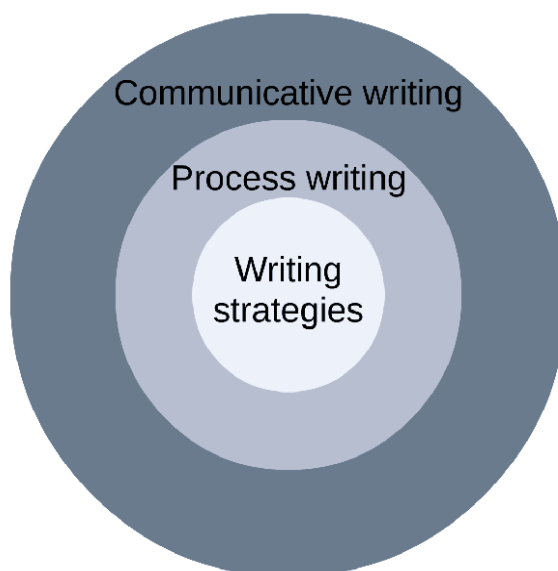 Communicative writing
Process writing
Writing
strategies